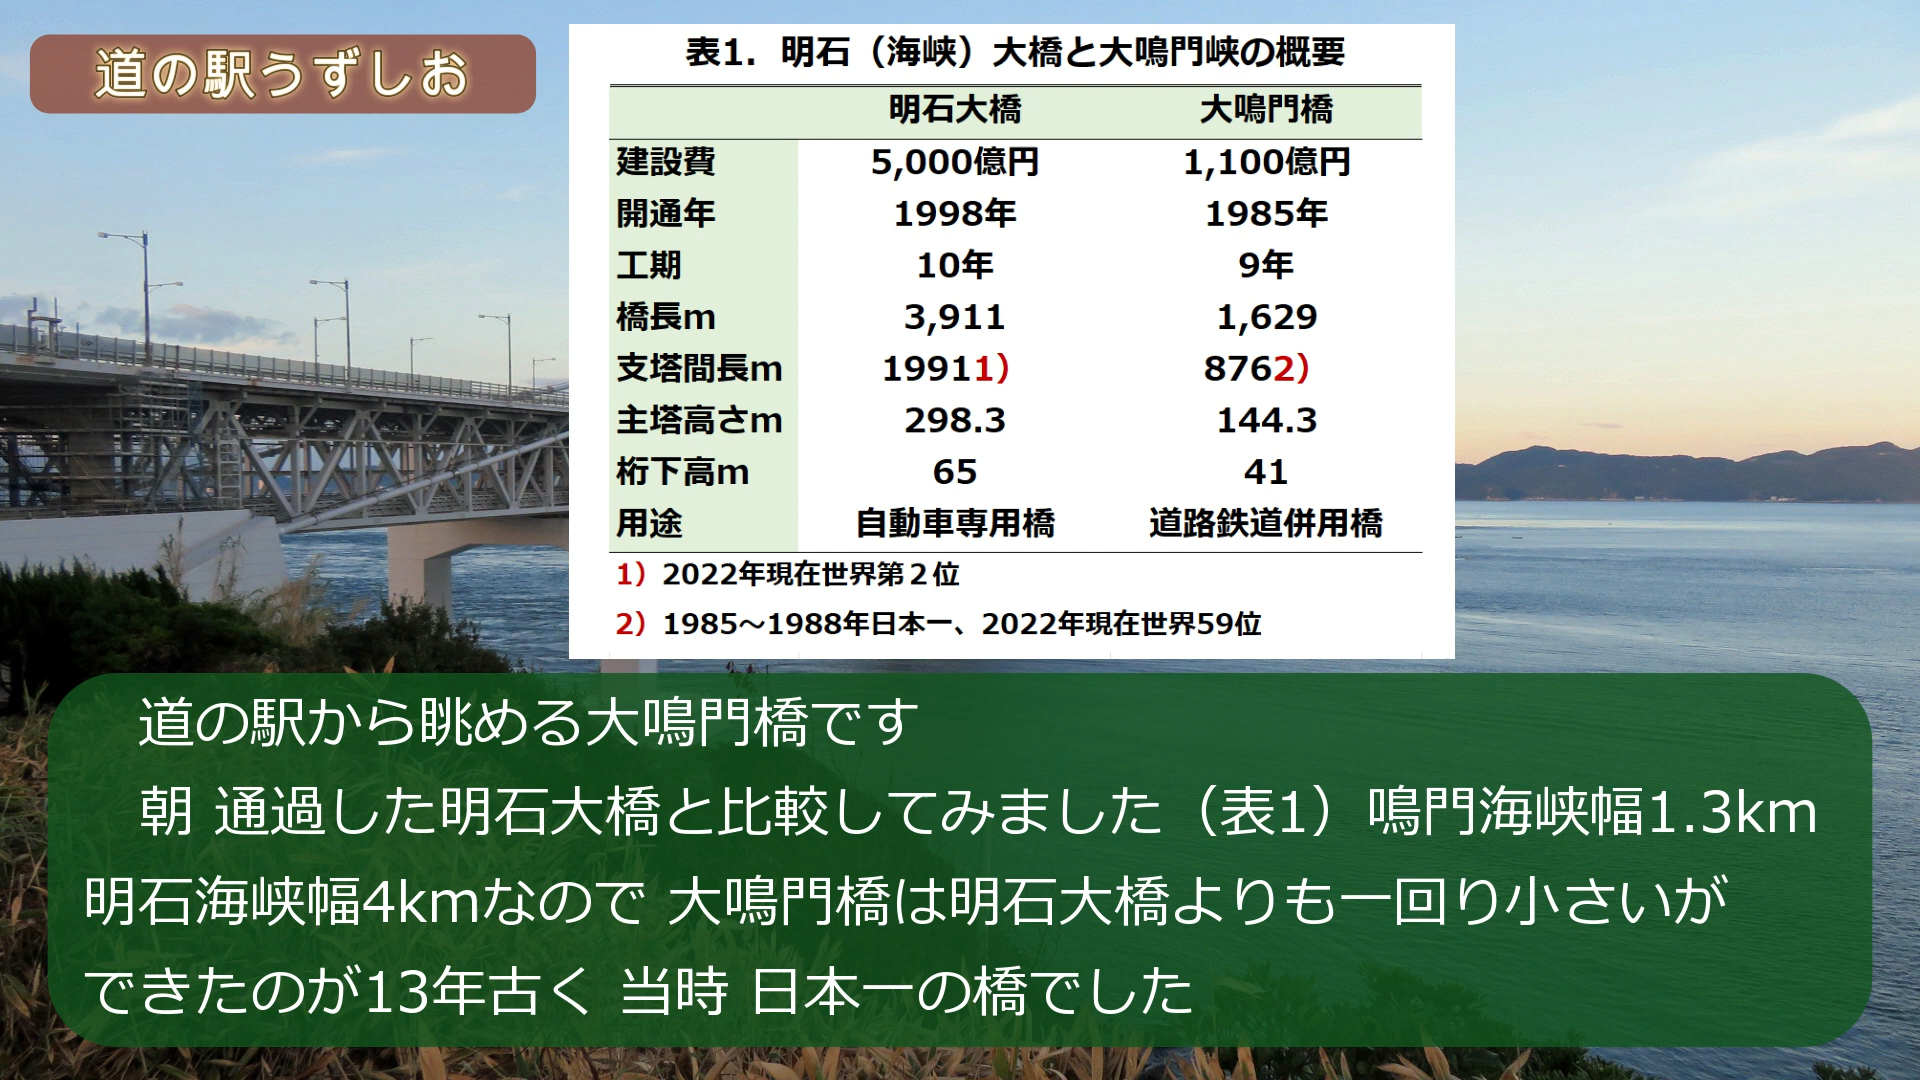 道の駅うずしお
表1．明石（海峡）大橋と大鳴門峡の概要
明石大橋 大鳴門橋
建設費 5,000億円 1,100億円
開通年 1998年 1985年
工期 10年 9年
橋長m 3,911 1,629
支塔間長m 19911） 8762）
主塔高さm 298.3 144.3
桁下高m 65 41
用途 自動車専用橋 道路鉄道併用橋
1）2022年現在世界第２位
2）1985～1988年日本一、2022年現在世界59位
道の駅から眺める大鳴門橋です
朝 通過した明石大橋と比較してみました（表1）鳴門海峡幅1.3km
明石海峡幅4kmなので 大鳴門橋は明石大橋よりも一回り小さいが
できたのが13年古く 当時 日本一の橋でした